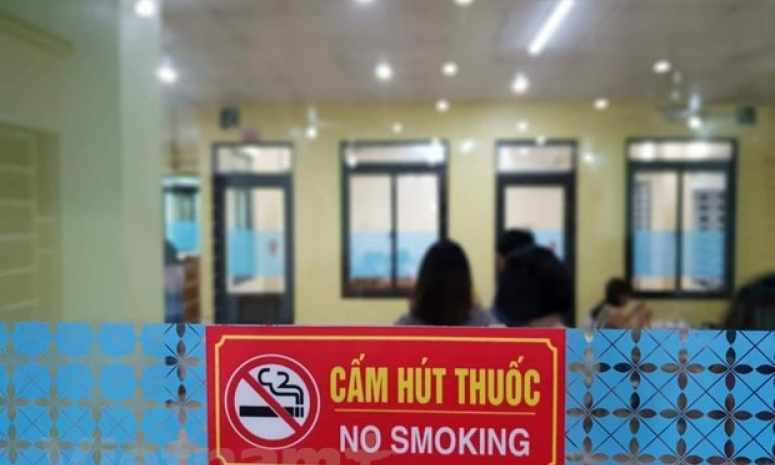 CẤM HÚT THUỐC
NO SMOKING